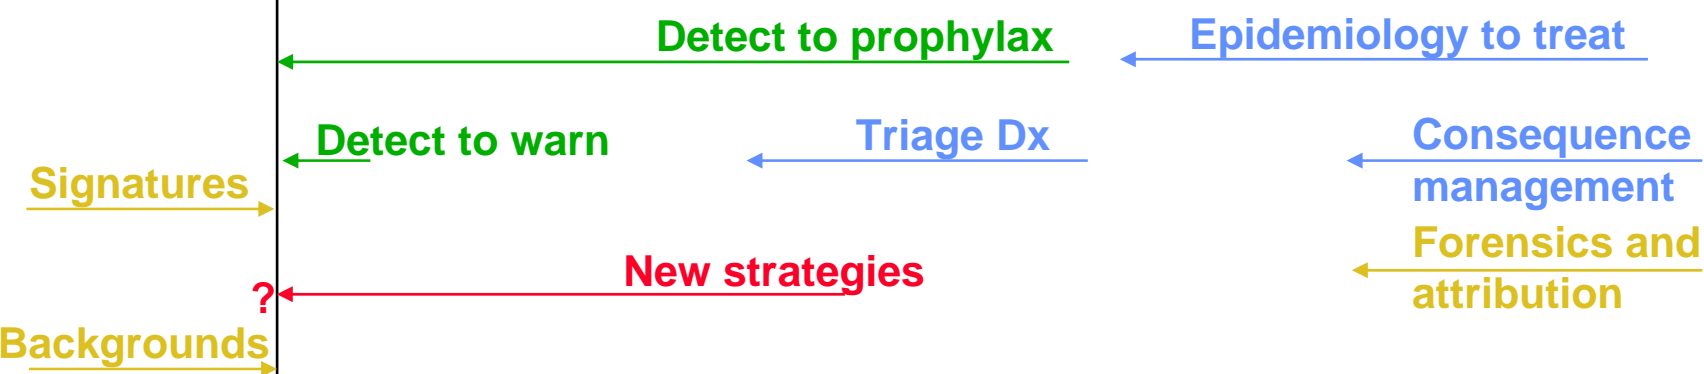 Detect to prophylax
Epidemiology to treat
Detect to warn
Triage Dx
Consequence
management
Signatures
Forensics and
attribution
New strategies
?
Backgrounds